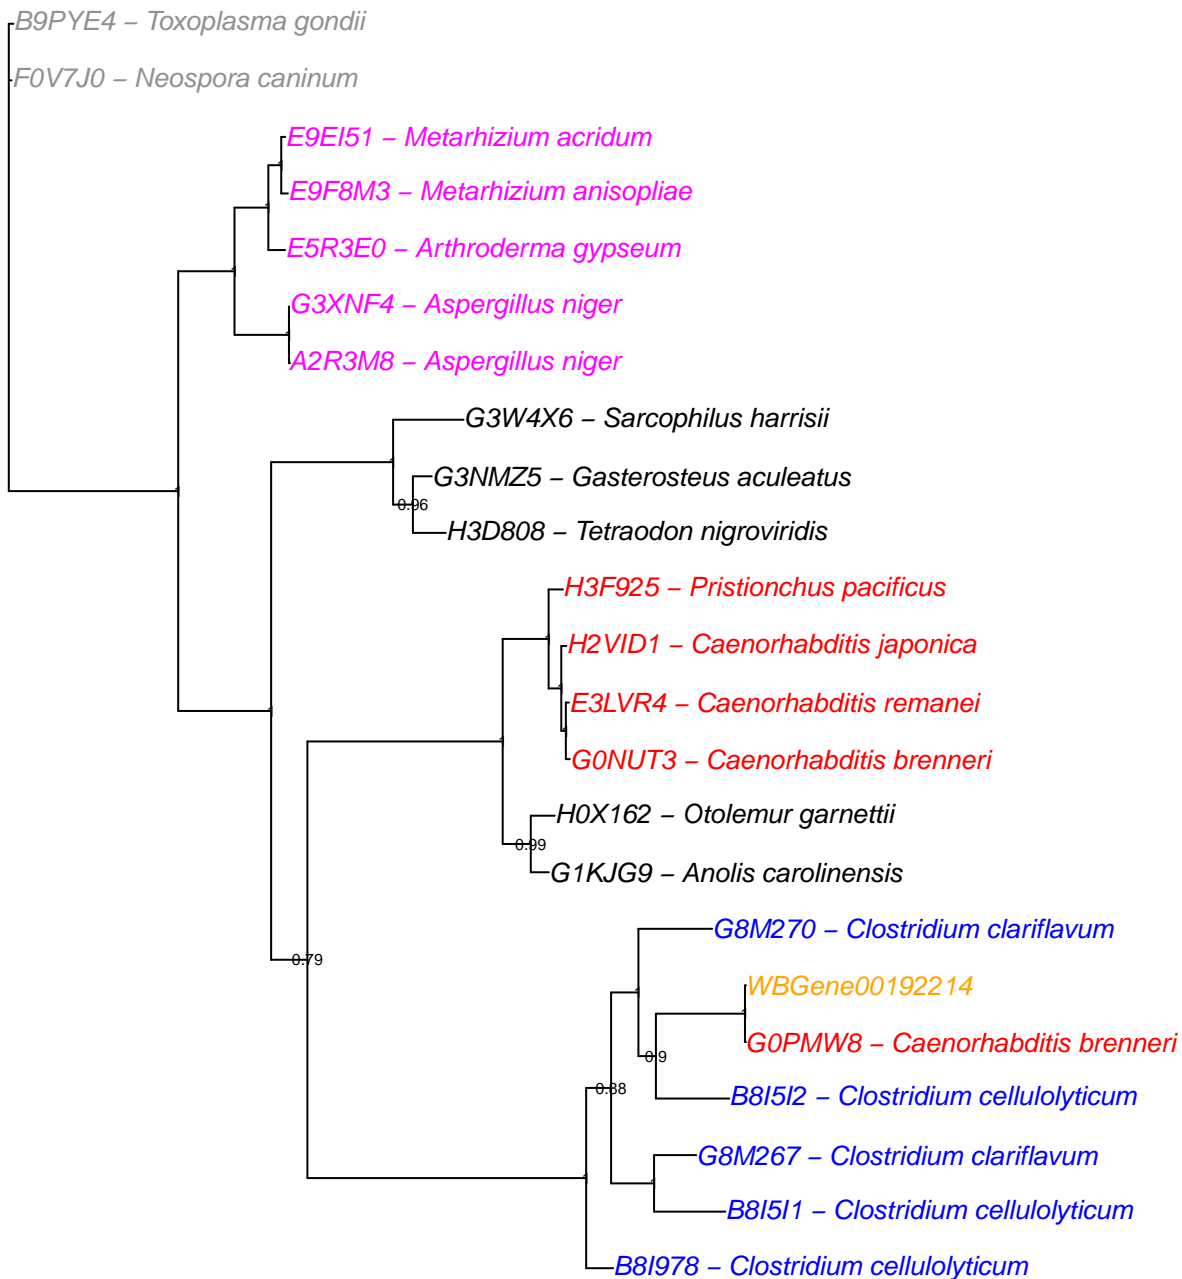 B9PYE4 – Toxoplasma gondii
F0V7J0 – Neospora caninum
E9EI51 – Metarhizium acridum
E9F8M3 – Metarhizium anisopliae
E5R3E0 – Arthroderma gypseum
G3XNF4 – Aspergillus niger
A2R3M8 – Aspergillus niger
G3W4X6 – Sarcophilus harrisii
G3NMZ5 – Gasterosteus aculeatus
0.96
H3D808 – Tetraodon nigroviridis
H3F925 – Pristionchus pacificus
H2VID1 – Caenorhabditis japonica
E3LVR4 – Caenorhabditis remanei
G0NUT3 – Caenorhabditis brenneri
H0X162 – Otolemur garnettii
0.99
G1KJG9 – Anolis carolinensis
G8M270 – Clostridium clariflavum
0.79
WBGene00192214
G0PMW8 – Caenorhabditis brenneri
0.9
0.88
B8I5I2 – Clostridium cellulolyticum
G8M267 – Clostridium clariflavum
B8I5I1 – Clostridium cellulolyticum
B8I978 – Clostridium cellulolyticum